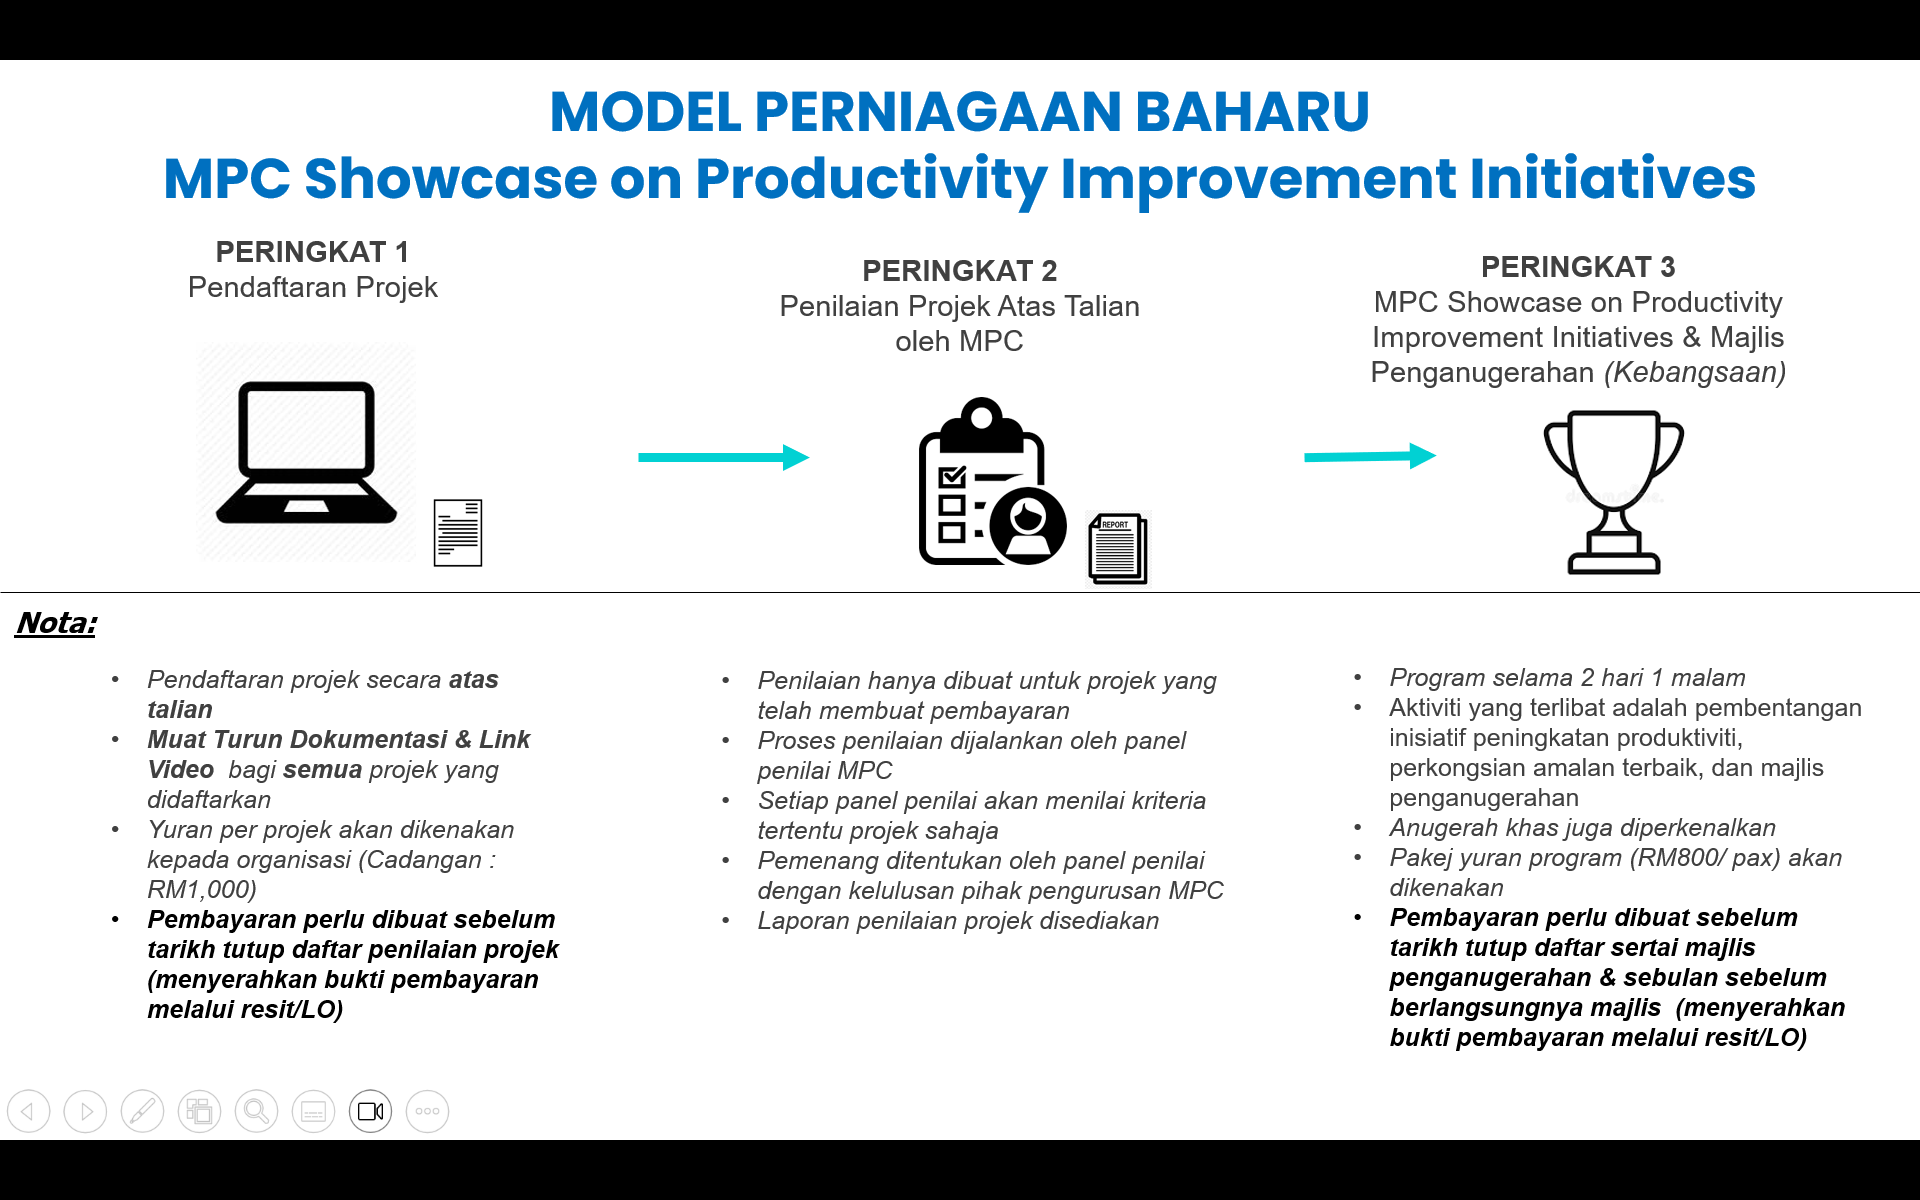 MODEL PERNIAGAAN BAHARU
MPC Showcase on Productivity Improvement Initiatives
PERINGKAT 1
Pendaftaran Projek
PERINGKAT 2
Penilaian Projek Atas Talian
oleh MPC
REPORT
PERINGKAT 3
MPC Showcase on Productivity
Improvement Initiatives & Majlis
Penganugerahan (Kebangsaan)
Nota:
• Pendaftaran projek secara atas
talian
• Muat Turun Dokumentasi & Link
Video bagi semua projek yang
didaftarkan
• Yuran per projek akan dikenakan
kepada organisasi (Cadangan :
RM1,000)
• Pembayaran perlu dibuat sebelum
tarikh tutup daftar penilaian projek
(menyerahkan bukti pembayaran
melalui resit/LO)
• Penilaian hanya dibuat untuk projek yang
telah membuat pembayaran
• Proses penilaian dijalankan oleh panel
penilai MPC
• Setiap panel penilai akan menilai kriteria
tertentu projek sahaja
• Pemenang ditentukan oleh panel penilai
dengan kelulusan pihak pengurusan MPC
• Laporan penilaian projek disediakan
• Program selama 2 hari 1 malam
• Aktiviti yang terlibat adalah pembentangan
inisiatif peningkatan produktiviti,
perkongsian amalan terbaik, dan majlis
penganugerahan
• Anugerah khas juga diperkenalkan
• Pakej yuran program (RM800/ pax) akan
dikenakan
• Pembayaran perlu dibuat sebelum
tarikh tutup daftar sertai majlis
penganugerahan & sebulan sebelum
berlangsungnya majlis (menyerahkan
bukti pembayaran melalui resit/LO)